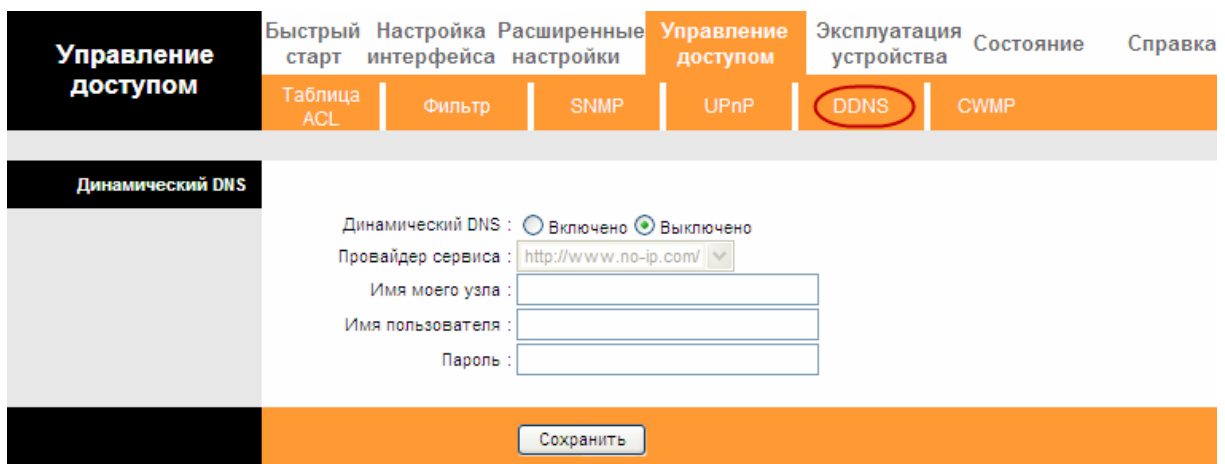 Управление доступом
Быстрый старт
Настройка интерфейса
Расширенные настройки
Управление доступом
Эксплуатация устройства
Состояние
Справка
Таблица ACL
Фильтр
SNMP
UPnP
DDNS
CWMP
Динамический DNS
Динамический DNS : Включено Выключено
Провайдер сервиса : http://www.no-ip.com/
Имя моего узла :
Имя пользователя :
Пароль :
Сохранить